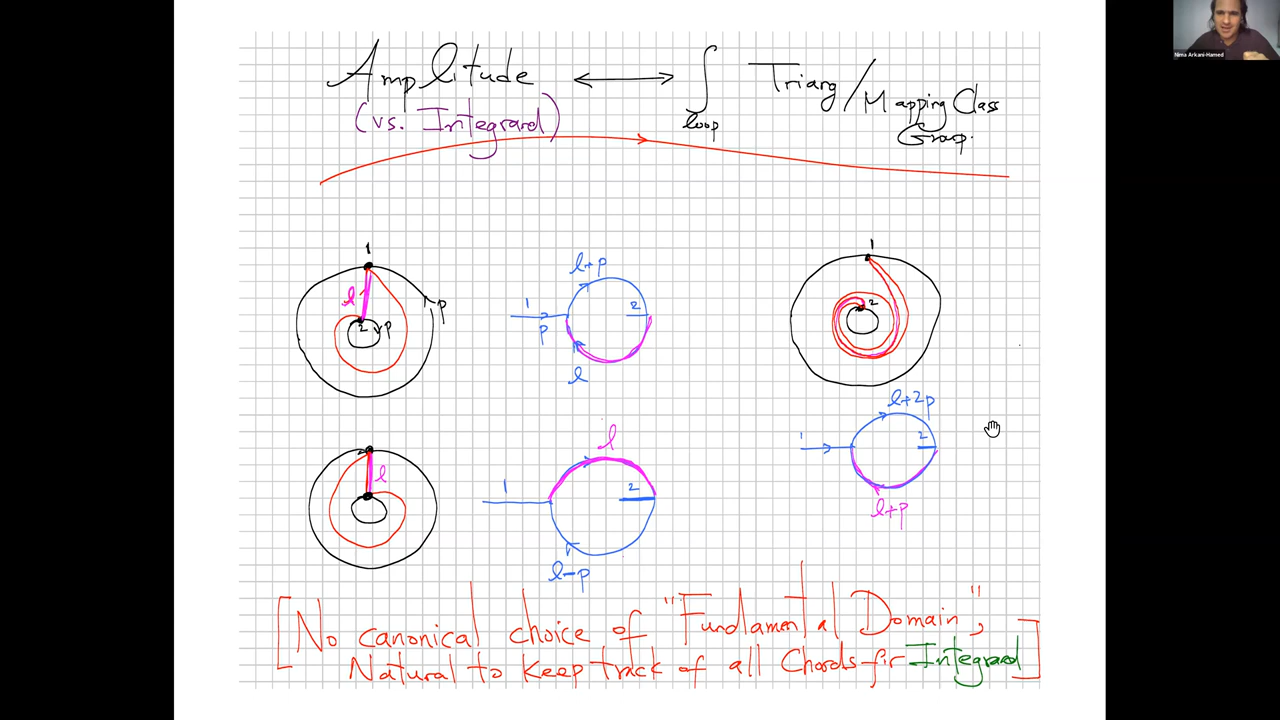 Amplitude ⟷ ∫loop Triang/Mapping Class Group.
(vs. Integrand)
Nima Arkani-Hamed
1
l
2
p
p
l+p
1
p
2
l
1
2
l+2p
1
2
l+p
l
l
1
2
l-p
[No canonical choice of "Fundamental Domain",
Natural to keep track of all Chords for Integrand]